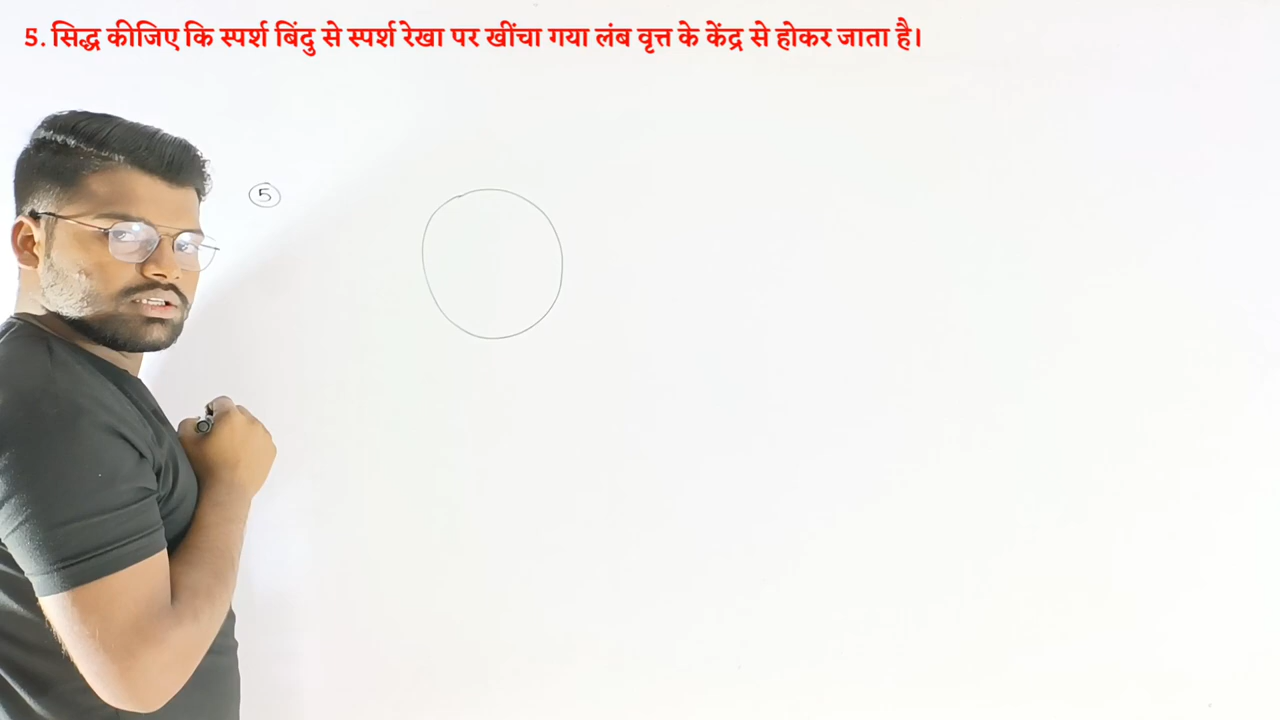 5. सिद्ध कीजिए कि स्पर्श बिंदु से स्पर्श रेखा पर खींचा गया लंब वृत्त के केंद्र से होकर जाता है।
5